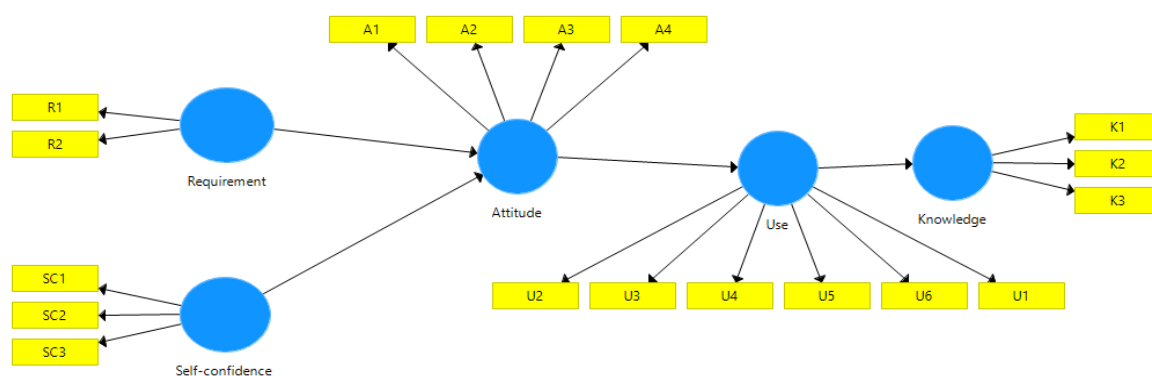 A1
A2
A3
A4
R1
R2
Requirement
Attitude
Use
Knowledge
K1
K2
K3
SC1
SC2
SC3
Self-confidence
U2
U3
U4
U5
U6
U1